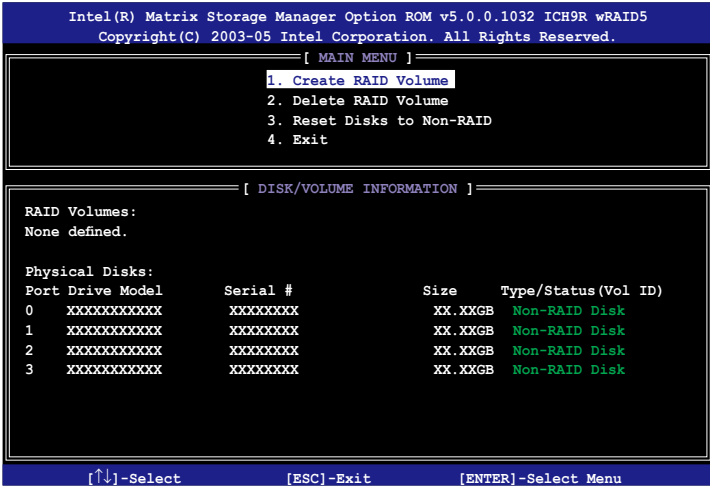 Intel(R) Matrix Storage Manager Option ROM v5.0.0.1032 ICH9R wRAID5
Copyright(C) 2003-05 Intel Corporation. All Rights Reserved.
[ MAIN MENU ]
1. Create RAID Volume
2. Delete RAID Volume
3. Reset Disks to Non-RAID
4. Exit
[ DISK/VOLUME INFORMATION ]
RAID Volumes:
None defined.
Physical Disks:
Port Drive Model Serial # Size Type/Status(Vol ID)
0 XXXXXXXXXXX XXXXXXXX XX.XXGB Non-RAID Disk
1 XXXXXXXXXXX XXXXXXXX XX.XXGB Non-RAID Disk
2 XXXXXXXXXXX XXXXXXXX XX.XXGB Non-RAID Disk
3 XXXXXXXXXXX XXXXXXXX XX.XXGB Non-RAID Disk
[↑↓]-Select [ESC]-Exit [ENTER]-Select Menu